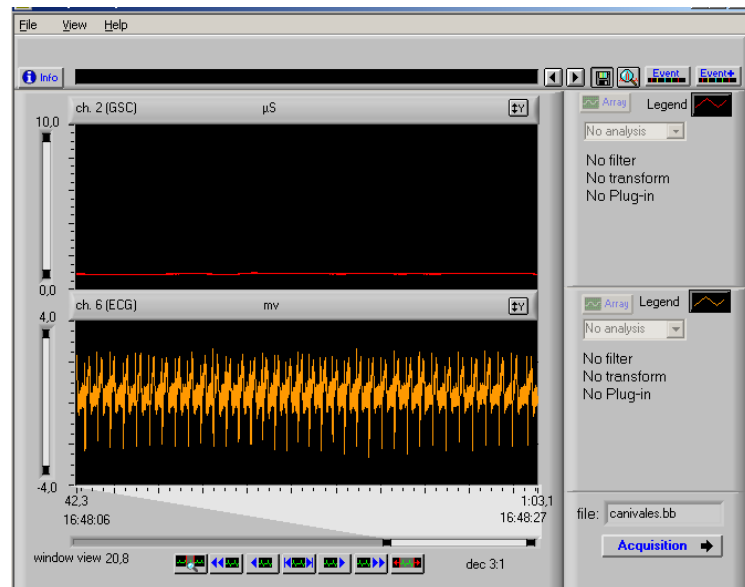 File View Help
Info Event Event+
ch. 2 (GSC) µS Y
10,0
0,0
Array Legend
No analysis
No filter
No transform
No Plug-in
ch. 6 (ECG) mv Y
4,0
-4,0
Array Legend
No analysis
No filter
No transform
No Plug-in
42,3 1:03,1
16:48:06 16:48:27
file: canivales.bb
Acquisition
window view 20,8 dec 3:1